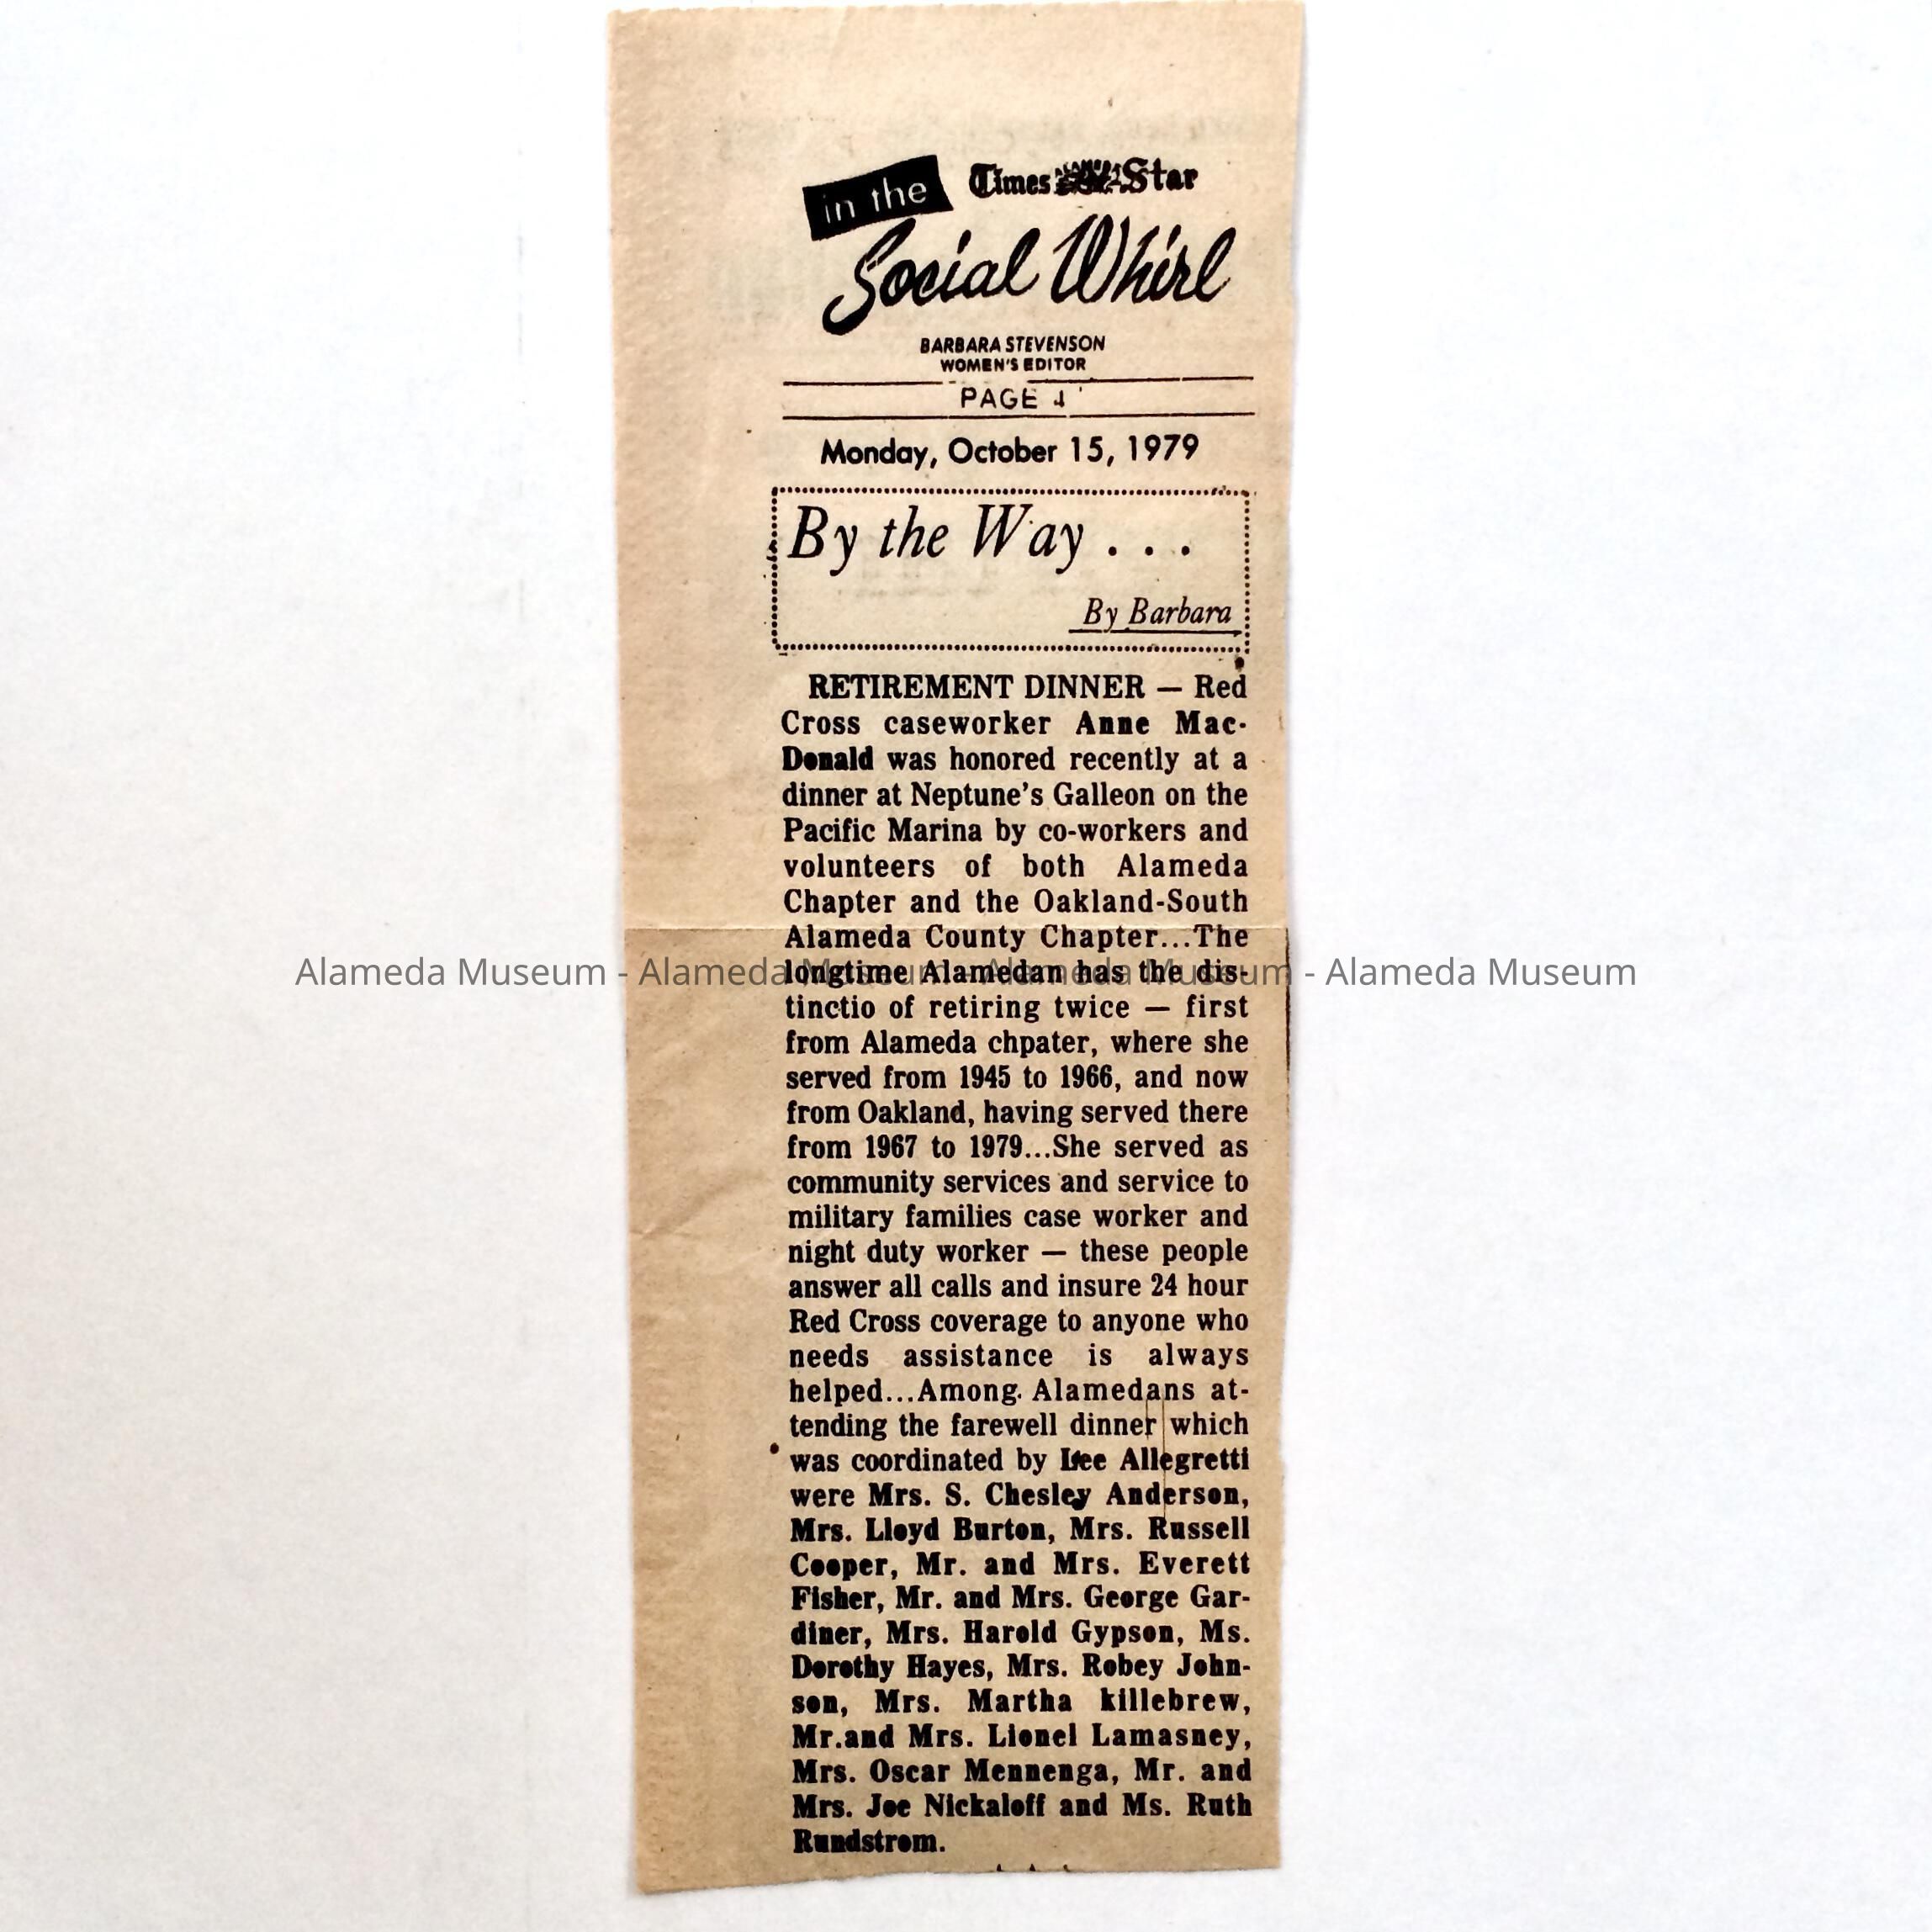 in the Times Star
Social Whirl
BARBARA STEVENSON
WOMEN'S EDITOR
PAGE 4
Monday, October 15, 1979
By the Way . . .
By Barbara
RETIREMENT DINNER — Red
Cross caseworker Anne Mac-
Donald was honored recently at a
dinner at Neptune's Galleon on the
Pacific Marina by co-workers and
volunteers of both Alameda
Chapter and the Oakland-South
Alameda County Chapter...The
longtime Alamedan has the dis-
tinctio of retiring twice — first
from Alameda chpater, where she
served from 1945 to 1966, and now
from Oakland, having served there
from 1967 to 1979...She served as
community services and service to
military families case worker and
night duty worker — these people
answer all calls and insure 24 hour
Red Cross coverage to anyone who
needs assistance is always
helped...Among Alamedans at-
tending the farewell dinner which
was coordinated by Lee Allegretti
were Mrs. S. Chesley Anderson,
Mrs. Lloyd Burton, Mrs. Russell
Cooper, Mr. and Mrs. Everett
Fisher, Mr. and Mrs. George Gar-
diner, Mrs. Harold Gypson, Ms.
Dorothy Hayes, Mrs. Robey John-
son, Mrs. Martha killebrew,
Mr.and Mrs. Lionel Lamasney,
Mrs. Oscar Mennenga, Mr. and
Mrs. Joe Nickaloff and Ms. Ruth
Rundstrom.
Alameda Museum - Alameda Museum - Alameda Museum - Alameda Museum